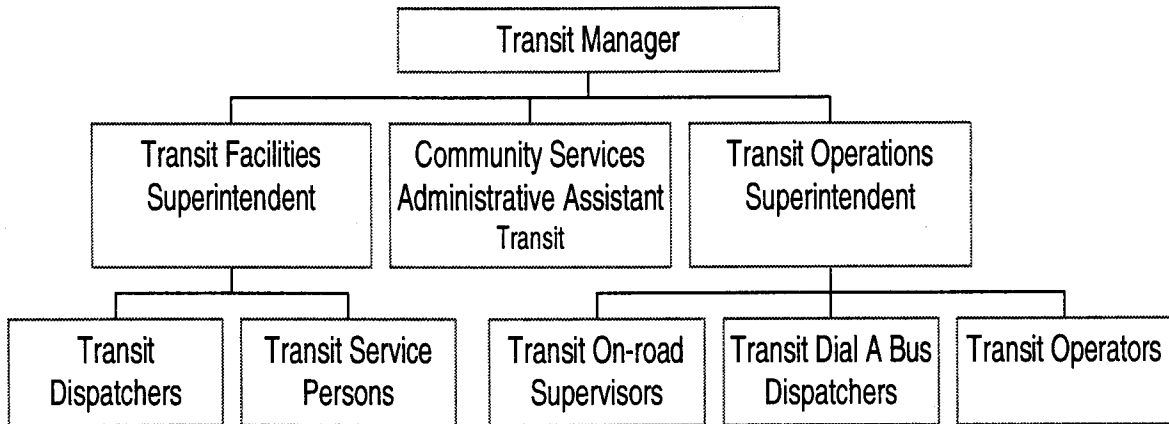 Transit Manager
Transit Facilities
Superintendent
Community Services
Administrative Assistant
Transit
Transit Operations
Superintendent
Transit
Dispatchers
Transit Service
Persons
Transit On-road
Supervisors
Transit Dial A Bus
Dispatchers
Transit Operators